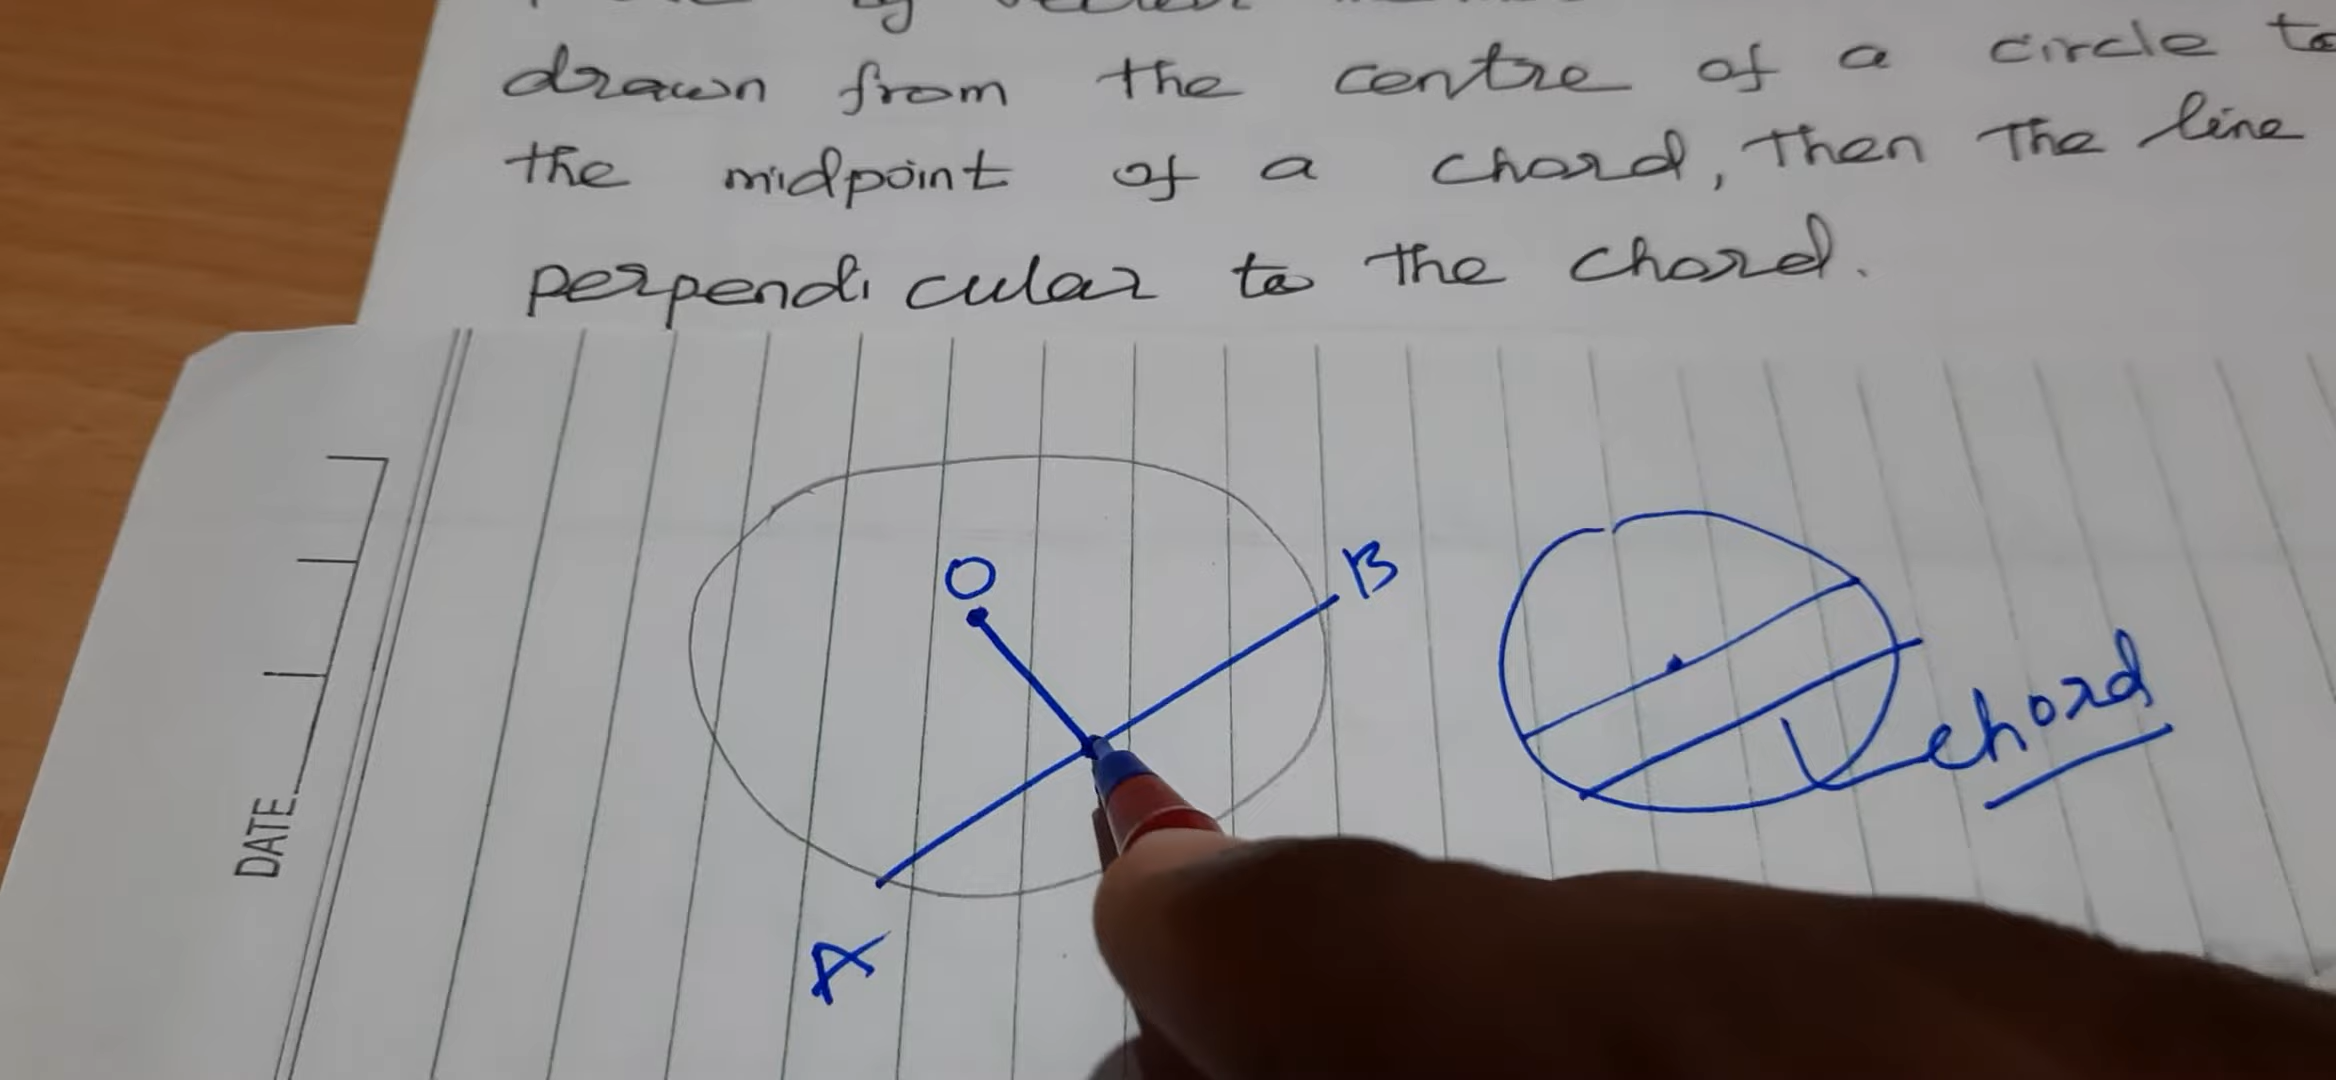 drawn from the centre of a circle to
the midpoint of a chord, then the line
perpendicular to the chord.
O
B
chord
A
DATE